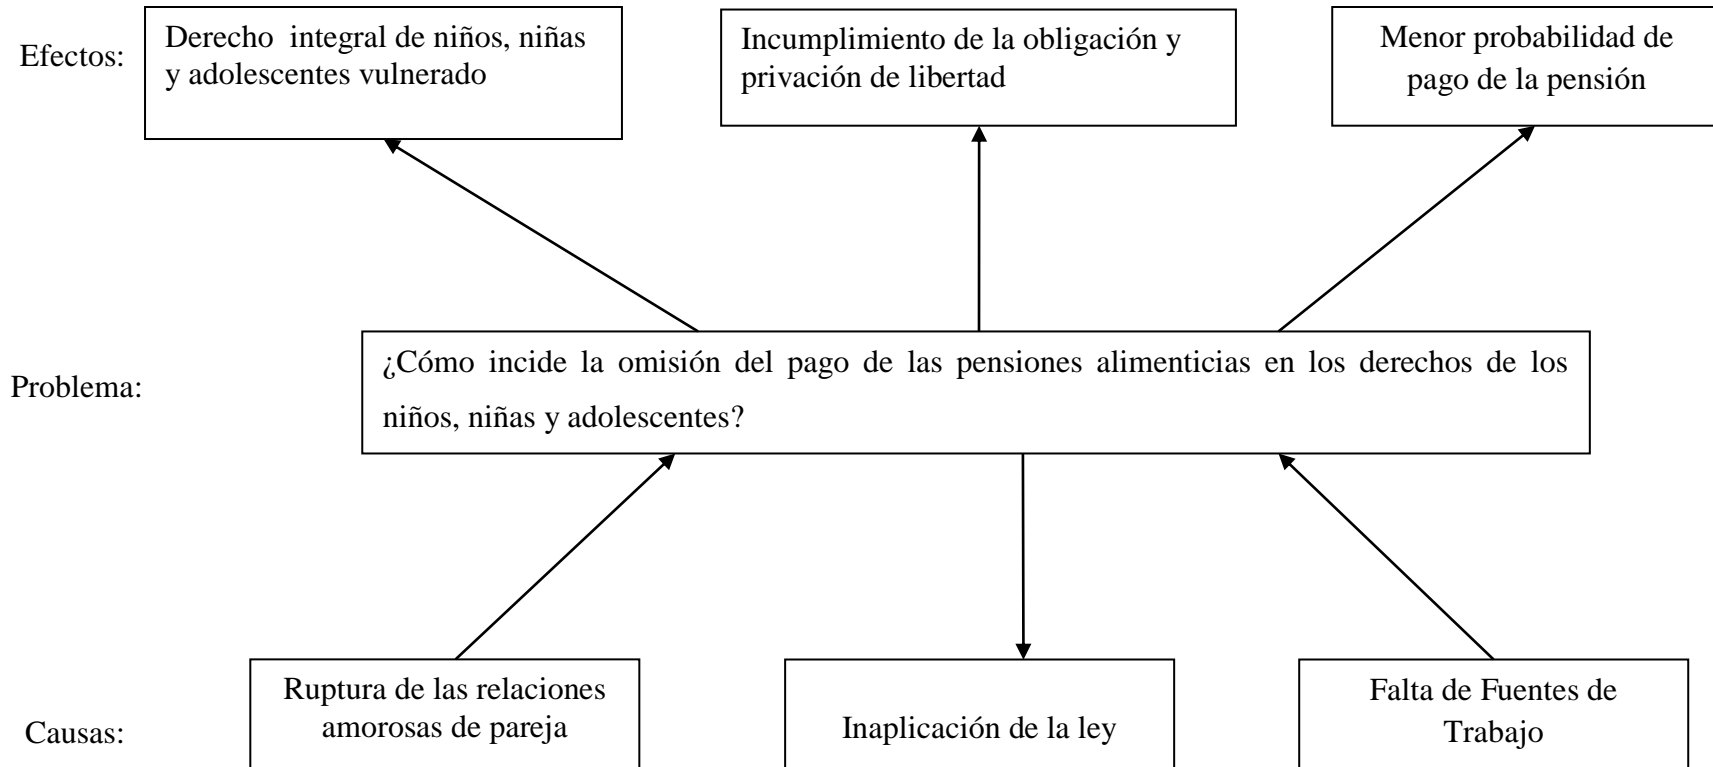 Efectos:
Derecho integral de niños, niñas
y adolescentes vulnerado
Incumplimiento de la obligación y
privación de libertad
Menor probabilidad de
pago de la pensión
Problema:
¿Cómo incide la omisión del pago de las pensiones alimenticias en los derechos de los
niños, niñas y adolescentes?
Causas:
Ruptura de las relaciones
amorosas de pareja
Inaplicación de la ley
Falta de Fuentes de
Trabajo